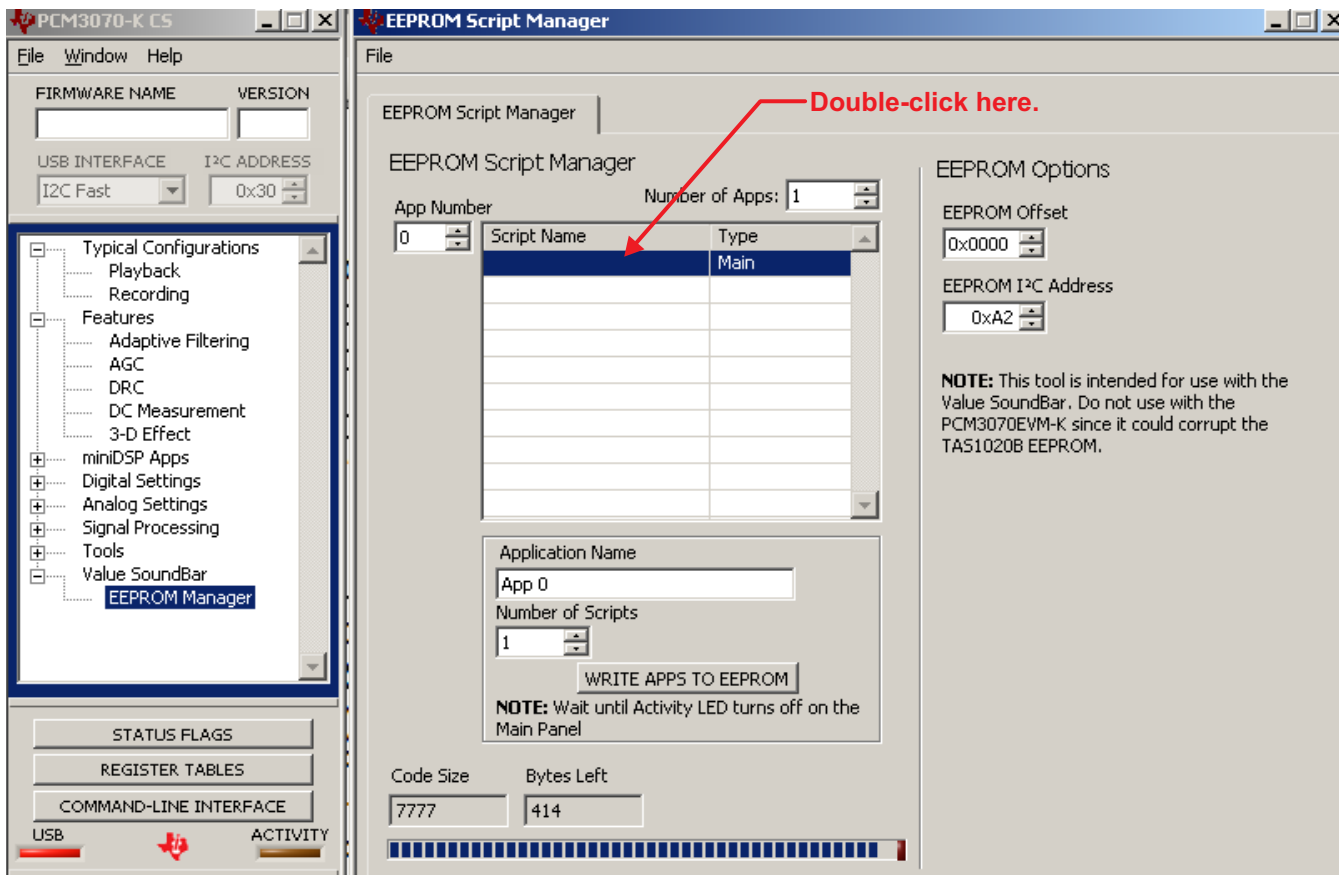 PCM3070-K CS
File Window Help
FIRMWARE NAME VERSION
USB INTERFACE I²C ADDRESS
I2C Fast 0x30
Typical Configurations
Playback
Recording
Features
Adaptive Filtering
AGC
DRC
DC Measurement
3-D Effect
miniDSP Apps
Digital Settings
Analog Settings
Signal Processing
Tools
Value SoundBar
EEPROM Manager
STATUS FLAGS
REGISTER TABLES
COMMAND-LINE INTERFACE
USB ACTIVITY
EEPROM Script Manager
File
EEPROM Script Manager
Double-click here.
EEPROM Script Manager
Number of Apps: 1
App Number
0
Script Name Type
Main
Application Name
App 0
Number of Scripts
1
WRITE APPS TO EEPROM
NOTE: Wait until Activity LED turns off on the
Main Panel
Code Size Bytes Left
7777 414
EEPROM Options
EEPROM Offset
0x0000
EEPROM I²C Address
0xA2
NOTE: This tool is intended for use with the
Value SoundBar. Do not use with the
PCM3070EVM-K since it could corrupt the
TAS1020B EEPROM.